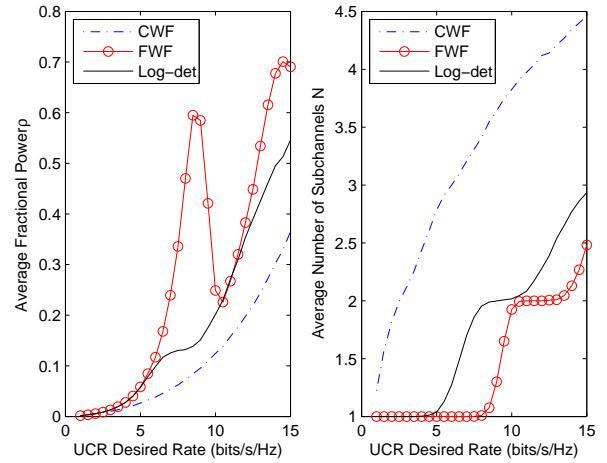 CWF
FWF
Log−det
0.8
0.7
0.6
0.5
0.4
0.3
0.2
0.1
0
0 5 10 15
Average Fractional Powerρ
UCR Desired Rate (bits/s/Hz)
CWF
FWF
Log−det
4.5
4
3.5
3
2.5
2
1.5
1
0 5 10 15
Average Number of Subchannels N
UCR Desired Rate (bits/s/Hz)